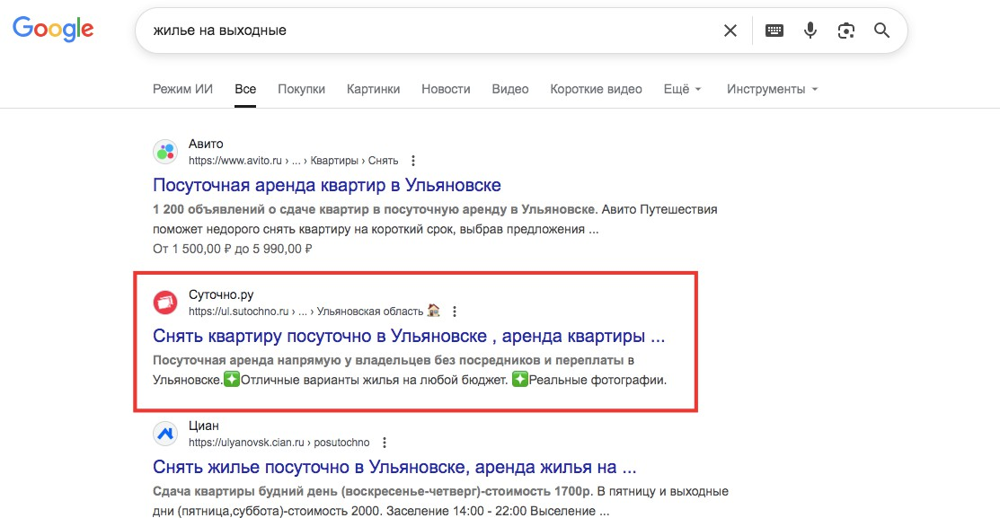 Google
жилье на выходные
Режим ИИ Все Покупки Картинки Новости Видео Короткие видео Ещё Инструменты
Авито
https://www.avito.ru › ... › Квартиры › Снять
Посуточная аренда квартир в Ульяновске
1 200 объявлений о сдаче квартир в посуточную аренду в Ульяновске. Авито Путешествия
поможет недорого снять квартиру на короткий срок, выбрав предложения ...
От 1 500,00 ₽ до 5 990,00 ₽
Суточно.ру
https://ul.sutochno.ru › ... › Ульяновская область 🏠
Снять квартиру посуточно в Ульяновске , аренда квартиры ...
Посуточная аренда напрямую у владельцев без посредников и переплаты в
Ульяновске.❇️Отличные варианты жилья на любой бюджет. ❇️Реальные фотографии.
Циан
https://ulyanovsk.cian.ru › posutochno
Снять жилье посуточно в Ульяновске, аренда жилья на ...
Сдача квартиры будний день (воскресенье-четверг)-стоимость 1700р. В пятницу и выходные
дни (пятница,суббота)-стоимость 2000. Заселение 14:00 - 22:00 Выселение ...